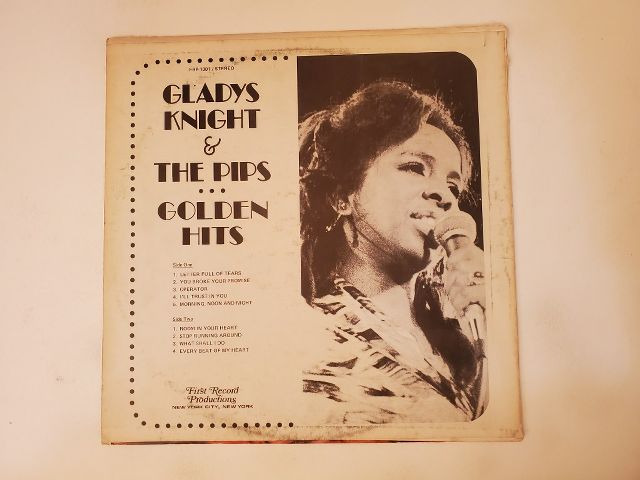 FRP-1001 / STEREO
GLADYS
KNIGHT
&
THE PIPS
...
GOLDEN
HITS
Side One
1. LETTER FULL OF TEARS
2. YOU BROKE YOUR PROMISE
3. OPERATOR
4. I'LL TRUST IN YOU
5. MORNING, NOON AND NIGHT
Side Two
1. ROOM IN YOUR HEART
2. STOP RUNNING AROUND
3. WHAT SHALL I DO
4. EVERY BEAT OF MY HEART
First Record
Productions
NEW YORK CITY, NEW YORK